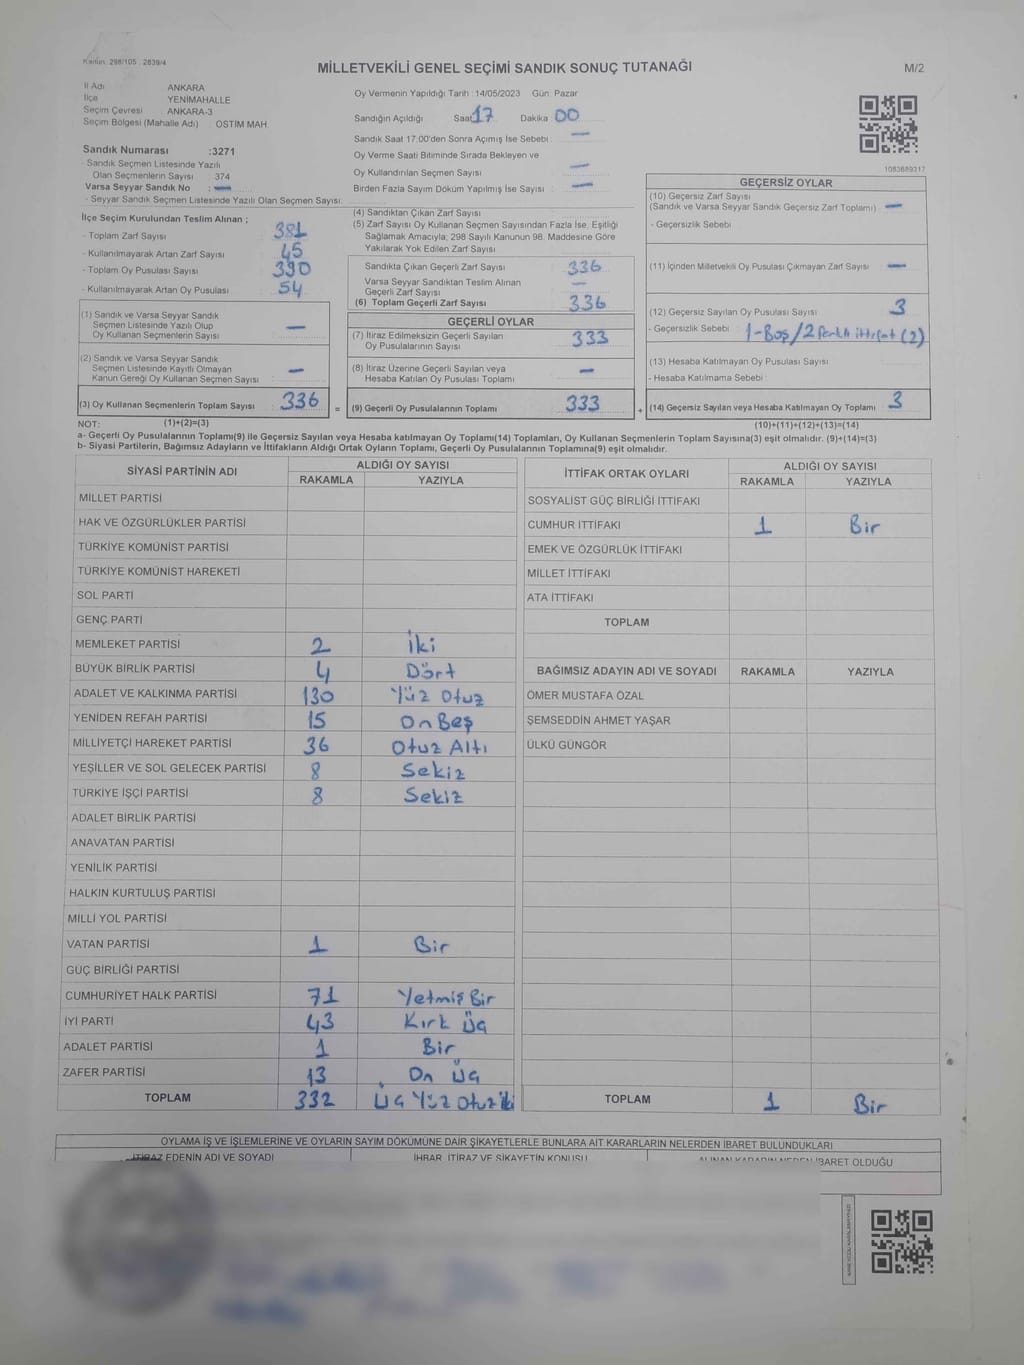 Kanun: 298/105 , 2839/4
MİLLETVEKİLİ GENEL SEÇİMİ SANDIK SONUÇ TUTANAĞI
M/2
İl Adı ANKARA
İlçe YENİMAHALLE
Seçim Çevresi ANKARA-3
Seçim Bölgesi (Mahalle Adı) : OSTİM MAH.
Sandık Numarası :3271
- Sandık Seçmen Listesinde Yazılı
Olan Seçmenlerin Sayısı : 374
Varsa Seyyar Sandık No : —
- Seyyar Sandık Seçmen Listesinde Yazılı Olan Seçmen Sayısı:
İlçe Seçim Kurulundan Teslim Alınan ;
- Toplam Zarf Sayısı 381
- Kullanılmayarak Artan Zarf Sayısı 45
- Toplam Oy Pusulası Sayısı 390
- Kullanılmayarak Artan Oy Pusulası 54
(1) Sandık ve Varsa Seyyar Sandık
Seçmen Listesinde Yazılı Olup
Oy Kullanan Seçmenlerin Sayısı —
(2) Sandık ve Varsa Seyyar Sandık
Seçmen Listesinde Kayıtlı Olmayan
Kanun Gereği Oy Kullanan Seçmen Sayısı —
(3) Oy Kullanan Seçmenlerin Toplam Sayısı 336
Oy Vermenin Yapıldığı Tarih :14/05/2023 Gün: Pazar
Sandığın Açıldığı Saat 17 Dakika 00
Sandık Saat 17:00'den Sonra Açımış İse Sebebi: —
Oy Verme Saati Bitiminde Sırada Bekleyen ve
Oy Kullandırılan Seçmen Sayısı —
Birden Fazla Sayım Döküm Yapılmış İse Sayısı : —
(4) Sandıktan Çıkan Zarf Sayısı
(5) Zarf Sayısı Oy Kullanan Seçmen Sayısından Fazla İse, Eşitliği
Sağlamak Amacıyla; 298 Sayılı Kanunun 98. Maddesine Göre
Yakılarak Yok Edilen Zarf Sayısı
Sandıkta Çıkan Geçerli Zarf Sayısı 336
Varsa Seyyar Sandıktan Teslim Alınan
Geçerli Zarf Sayısı —
(6) Toplam Geçerli Zarf Sayısı 336
GEÇERLİ OYLAR
(7) İtiraz Edilmeksizin Geçerli Sayılan
Oy Pusulalarının Sayısı 333
(8) İtiraz Üzerine Geçerli Sayılan veya
Hesaba Katılan Oy Pusulası Toplamı —
= (9) Geçerli Oy Pusulalarının Toplamı 333
1083689317
GEÇERSİZ OYLAR
(10) Geçersiz Zarf Sayısı
(Sandık ve Varsa Seyyar Sandık Geçersiz Zarf Toplamı) —
- Geçersizlik Sebebi
(11) İçinden Milletvekili Oy Pusulası Çıkmayan Zarf Sayısı —
(12) Geçersiz Sayılan Oy Pusulası Sayısı 3
- Geçersizlik Sebebi : 1-Boş/2 farklı ittifat (2)
(13) Hesaba Katılmayan Oy Pusulası Sayısı
- Hesaba Katılmama Sebebi :
+ (14) Geçersiz Sayılan veya Hesaba Katılmayan Oy Toplamı 3
NOT: (1)+(2)=(3) (10)+(11)+(12)+(13)=(14)
a- Geçerli Oy Pusulalarının Toplamı(9) ile Geçersiz Sayılan veya Hesaba katılmayan Oy Toplamı(14) Toplamları, Oy Kullanan Seçmenlerin Toplam Sayısına(3) eşit olmalıdır. (9)+(14)=(3)
b- Siyasi Partilerin, Bağımsız Adayların ve İttifakların Aldığı Ortak Oyların Toplamı, Geçerli Oy Pusulalarının Toplamına(9) eşit olmalıdır.
SİYASİ PARTİNİN ADI ALDIĞI OY SAYISI
RAKAMLA YAZIYLA
MİLLET PARTİSİ
HAK VE ÖZGÜRLÜKLER PARTİSİ
TÜRKİYE KOMÜNİST PARTİSİ
TÜRKİYE KOMÜNİST HAREKETİ
SOL PARTİ
GENÇ PARTİ
MEMLEKET PARTİSİ 2 İki
BÜYÜK BİRLİK PARTİSİ 4 Dört
ADALET VE KALKINMA PARTİSİ 130 Yüz Otuz
YENİDEN REFAH PARTİSİ 15 On Beş
MİLLİYETÇİ HAREKET PARTİSİ 36 Otuz Altı
YEŞİLLER VE SOL GELECEK PARTİSİ 8 Sekiz
TÜRKİYE İŞÇİ PARTİSİ 8 Sekiz
ADALET BİRLİK PARTİSİ
ANAVATAN PARTİSİ
YENİLİK PARTİSİ
HALKIN KURTULUŞ PARTİSİ
MİLLİ YOL PARTİSİ
VATAN PARTİSİ 1 Bir
GÜÇ BİRLİĞİ PARTİSİ
CUMHURİYET HALK PARTİSİ 71 Yetmiş Bir
İYİ PARTİ 43 Kırk Üç
ADALET PARTİSİ 1 Bir
ZAFER PARTİSİ 13 On Üç
TOPLAM 332 Üç Yüz Otuz iki
İTTİFAK ORTAK OYLARI ALDIĞI OY SAYISI
RAKAMLA YAZIYLA
SOSYALİST GÜÇ BİRLİĞİ İTTİFAKI
CUMHUR İTTİFAKI 1 Bir
EMEK VE ÖZGÜRLÜK İTTİFAKI
MİLLET İTTİFAKI
ATA İTTİFAKI
TOPLAM
BAĞIMSIZ ADAYIN ADI VE SOYADI RAKAMLA YAZIYLA
ÖMER MUSTAFA ÖZAL
ŞEMSEDDİN AHMET YAŞAR
ÜLKÜ GÜNGÖR
TOPLAM 1 Bir
OYLAMA İŞ VE İŞLEMLERİNE VE OYLARIN SAYIM DÖKÜMÜNE DAİR ŞİKAYETLERLE BUNLARA AİT KARARLARIN NELERDEN İBARET BULUNDUKLARI
İTİRAZ EDENİN ADI VE SOYADI İHBAR, İTİRAZ VE ŞİKAYETİN KONUSU ALINAN KARARIN NEDEN İBARET OLDUĞU